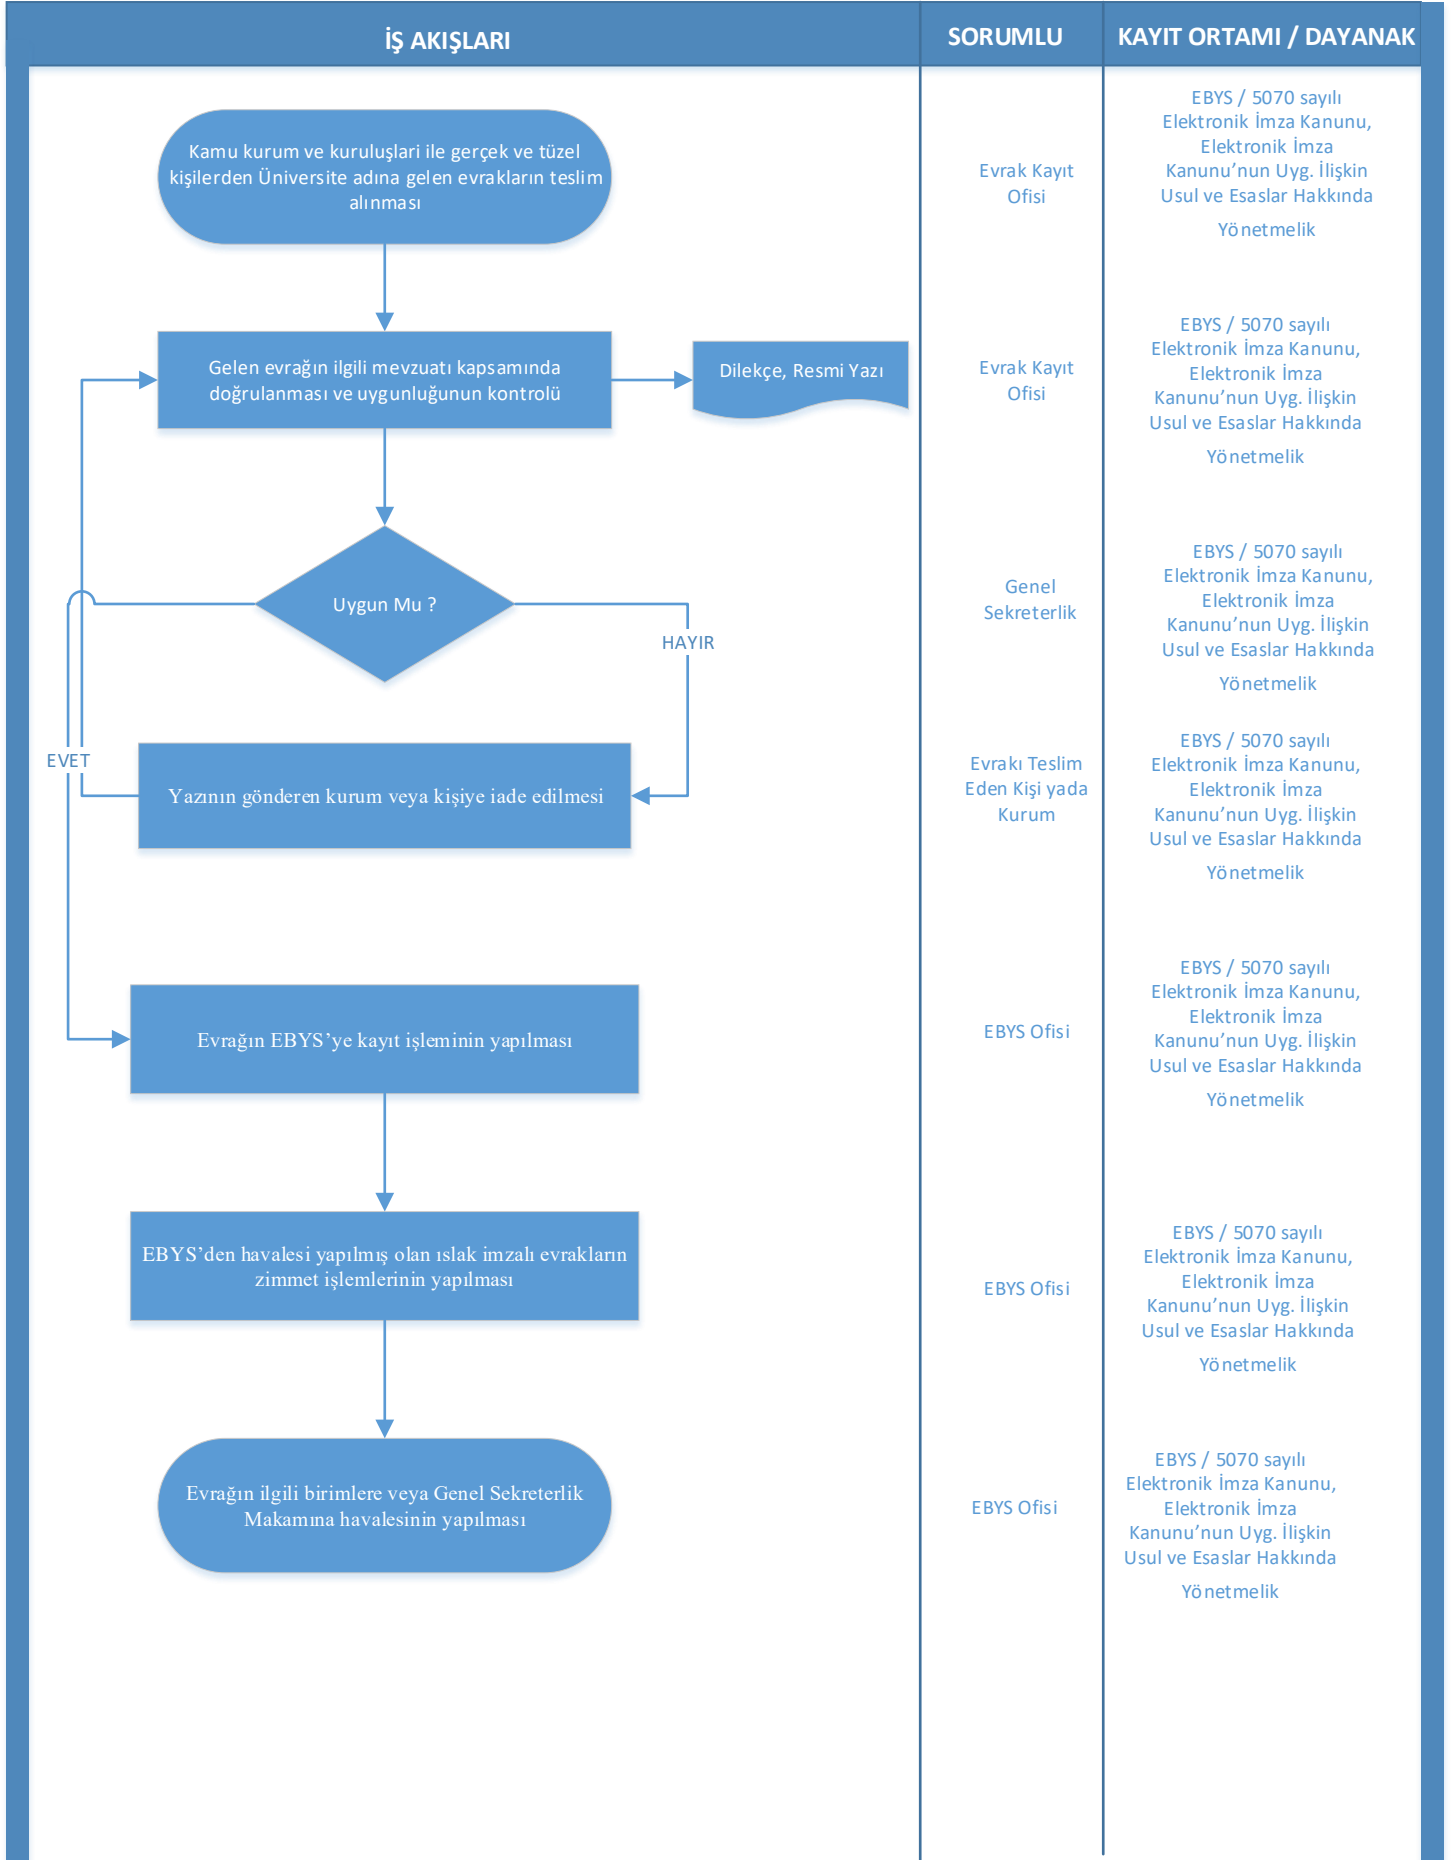 İŞ AKIŞLARI
SORUMLU
KAYIT ORTAMI / DAYANAK
Kamu kurum ve kuruluşlari ile gerçek ve tüzel
kişilerden Üniversite adına gelen evrakların teslim
alınması
Evrak Kayıt
Ofisi
EBYS / 5070 sayılı
Elektronik İmza Kanunu,
Elektronik İmza
Kanunu’nun Uyg. İlişkin
Usul ve Esaslar Hakkında
Yönetmelik
Gelen evrağın ilgili mevzuatı kapsamında
doğrulanması ve uygunluğunun kontrolü
Dilekçe, Resmi Yazı
Evrak Kayıt
Ofisi
EBYS / 5070 sayılı
Elektronik İmza Kanunu,
Elektronik İmza
Kanunu’nun Uyg. İlişkin
Usul ve Esaslar Hakkında
Yönetmelik
Uygun Mu ?
HAYIR
EVET
Genel
Sekreterlik
EBYS / 5070 sayılı
Elektronik İmza Kanunu,
Elektronik İmza
Kanunu’nun Uyg. İlişkin
Usul ve Esaslar Hakkında
Yönetmelik
Yazının gönderen kurum veya kişiye iade edilmesi
Evrakı Teslim
Eden Kişi yada
Kurum
EBYS / 5070 sayılı
Elektronik İmza Kanunu,
Elektronik İmza
Kanunu’nun Uyg. İlişkin
Usul ve Esaslar Hakkında
Yönetmelik
Evrağın EBYS’ye kayıt işleminin yapılması
EBYS Ofisi
EBYS / 5070 sayılı
Elektronik İmza Kanunu,
Elektronik İmza
Kanunu’nun Uyg. İlişkin
Usul ve Esaslar Hakkında
Yönetmelik
EBYS’den havalesi yapılmış olan ıslak imzalı evrakların
zimmet işlemlerinin yapılması
EBYS Ofisi
EBYS / 5070 sayılı
Elektronik İmza Kanunu,
Elektronik İmza
Kanunu’nun Uyg. İlişkin
Usul ve Esaslar Hakkında
Yönetmelik
Evrağın ilgili birimlere veya Genel Sekreterlik
Makamına havalesinin yapılması
EBYS Ofisi
EBYS / 5070 sayılı
Elektronik İmza Kanunu,
Elektronik İmza
Kanunu’nun Uyg. İlişkin
Usul ve Esaslar Hakkında
Yönetmelik